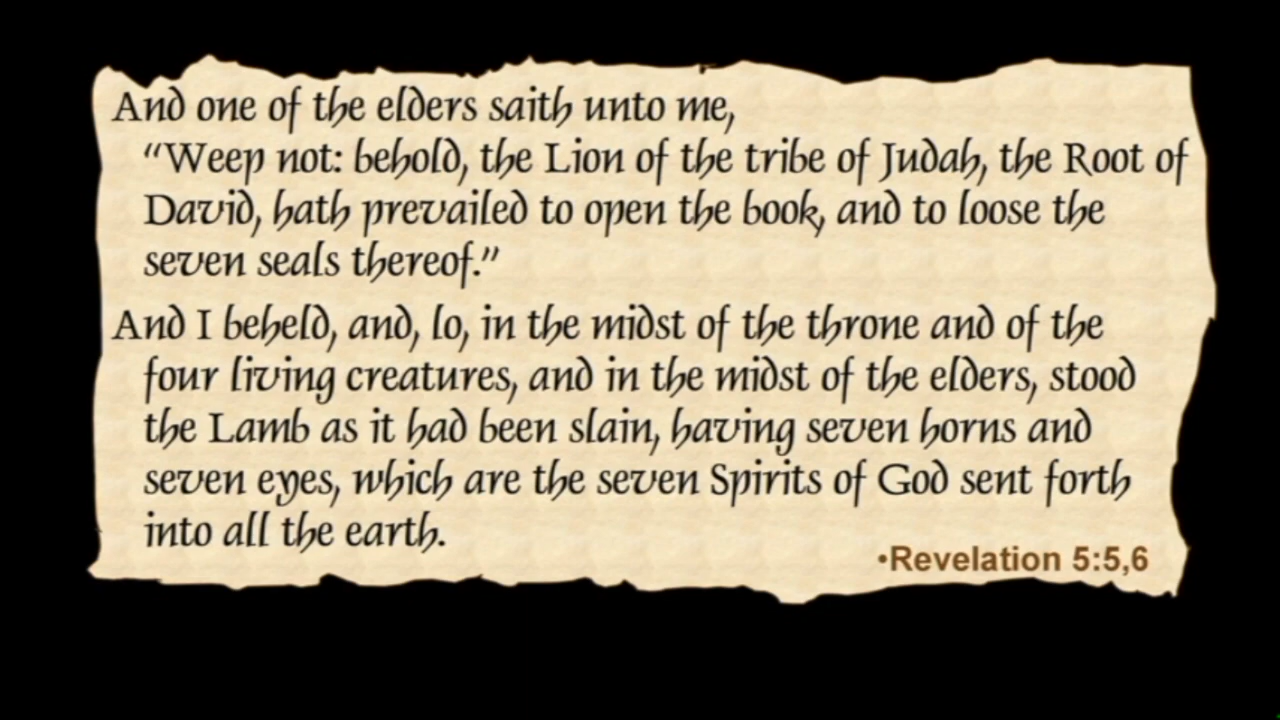 And one of the elders saith unto me,
“Weep not: behold, the Lion of the tribe of Judah, the Root of
David, hath prevailed to open the book, and to loose the
seven seals thereof.”
And I beheld, and, lo, in the midst of the throne and of the
four living creatures, and in the midst of the elders, stood
the Lamb as it had been slain, having seven horns and
seven eyes, which are the seven Spirits of God sent forth
into all the earth.
•Revelation 5:5,6